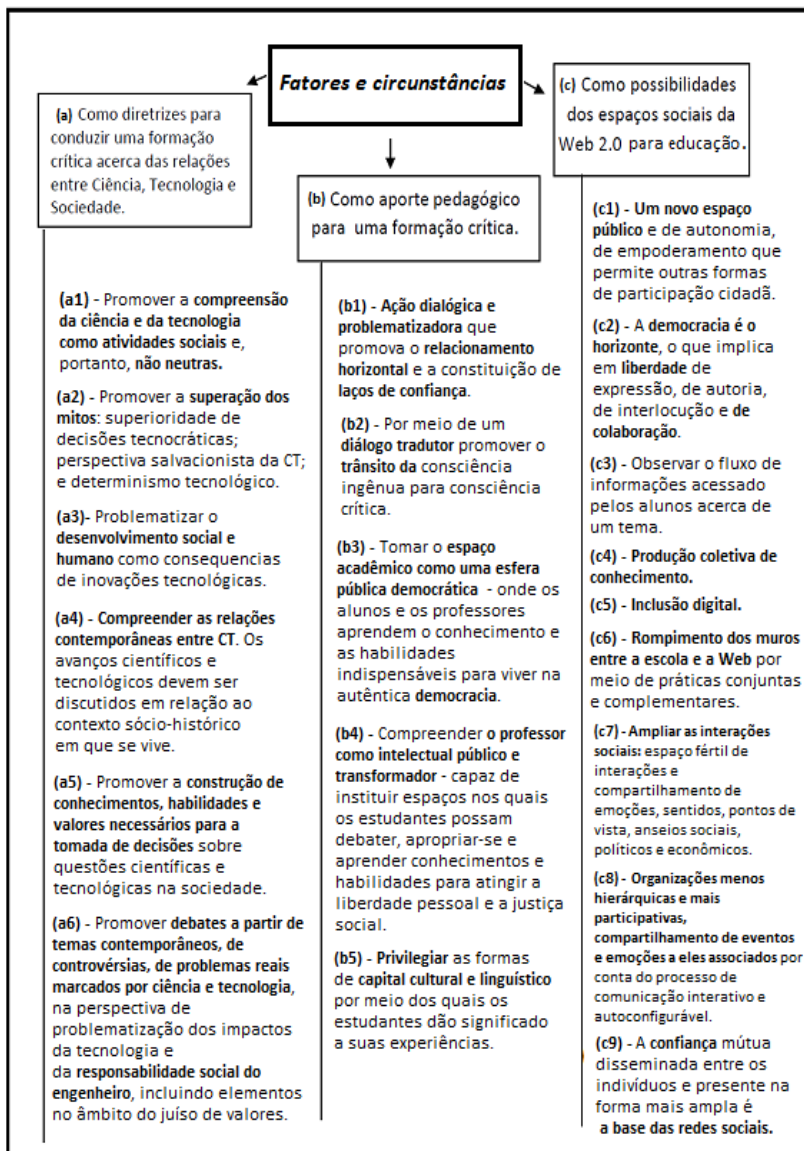 Fatores e circunstâncias
(a) Como diretrizes para
conduzir uma formação
crítica acerca das relações
entre Ciência, Tecnologia e
Sociedade.
(a1) - Promover a compreensão
da ciência e da tecnologia
como atividades sociais e,
portanto, não neutras.
(a2) - Promover a superação dos
mitos: superioridade de
decisões tecnocráticas;
perspectiva salvacionista da CT;
e determinismo tecnológico.
(a3)- Problematizar o
desenvolvimento social e
humano como consequencias
de inovações tecnológicas.
(a4) - Compreender as relações
contemporâneas entre CT. Os
avanços científicos e
tecnológicos devem ser
discutidos em relação ao
contexto sócio-histórico
em que se vive.
(a5) - Promover a construção de
conhecimentos, habilidades e
valores necessários para a
tomada de decisões sobre
questões científicas e
tecnológicas na sociedade.
(a6) - Promover debates a partir de
temas contemporâneos, de
controvérsias, de problemas reais
marcados por ciência e tecnologia,
na perspectiva de
problematização dos impactos
da tecnologia e
da responsabilidade social do
engenheiro, incluindo elementos
no âmbito do juíso de valores.
(b) Como aporte pedagógico
para uma formação crítica.
(b1) - Ação dialógica e
problematizadora que
promova o relacionamento
horizontal e a constituição de
laços de confiança.
(b2) - Por meio de um
diálogo tradutor promover o
trânsito da consciência
ingênua para consciência
crítica.
(b3) - Tomar o espaço
acadêmico como uma esfera
pública democrática - onde os
alunos e os professores
aprendem o conhecimento e
as habilidades
indispensáveis para viver na
autêntica democracia.
(b4) - Compreender o professor
como intelectual público e
transformador - capaz de
instituir espaços nos quais
os estudantes possam
debater, apropriar-se e
aprender conhecimentos e
habilidades para atingir a
liberdade pessoal e a justiça
social.
(b5) - Privilegiar as formas
de capital cultural e linguístico
por meio dos quais os
estudantes dão significado
a suas experiências.
(c) Como possibilidades
dos espaços sociais da
Web 2.0 para educação.
(c1) - Um novo espaço
público e de autonomia,
de empoderamento que
permite outras formas
de participação cidadã.
(c2) - A democracia é o
horizonte, o que implica
em liberdade de
expressão, de autoria,
de interlocução e de
colaboração.
(c3) - Observar o fluxo de
informações acessado
pelos alunos acerca de
um tema.
(c4) - Produção coletiva de
conhecimento.
(c5) - Inclusão digital.
(c6) - Rompimento dos muros
entre a escola e a Web por
meio de práticas conjuntas
e complementares.
(c7) - Ampliar as interações
sociais: espaço fértil de
interações e
compartilhamento de
emoções, sentidos, pontos de
vista, anseios sociais,
políticos e econômicos.
(c8) - Organizações menos
hierárquicas e mais
participativas,
compartilhamento de eventos
e emoções a eles associados por
conta do processo de
comunicação interativo e
autoconfigurável.
(c9) - A confiança mútua
disseminada entre os
indivíduos e presente na
forma mais ampla é
a base das redes sociais.